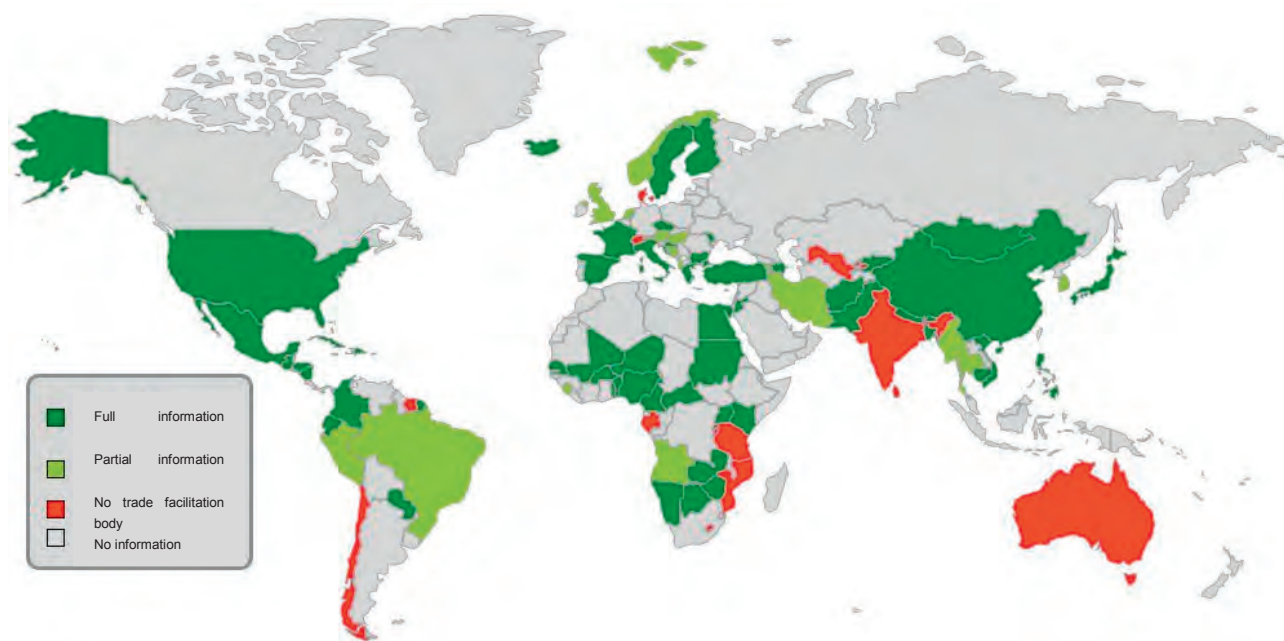 Full information
Partial information
No trade facilitation
body
No information